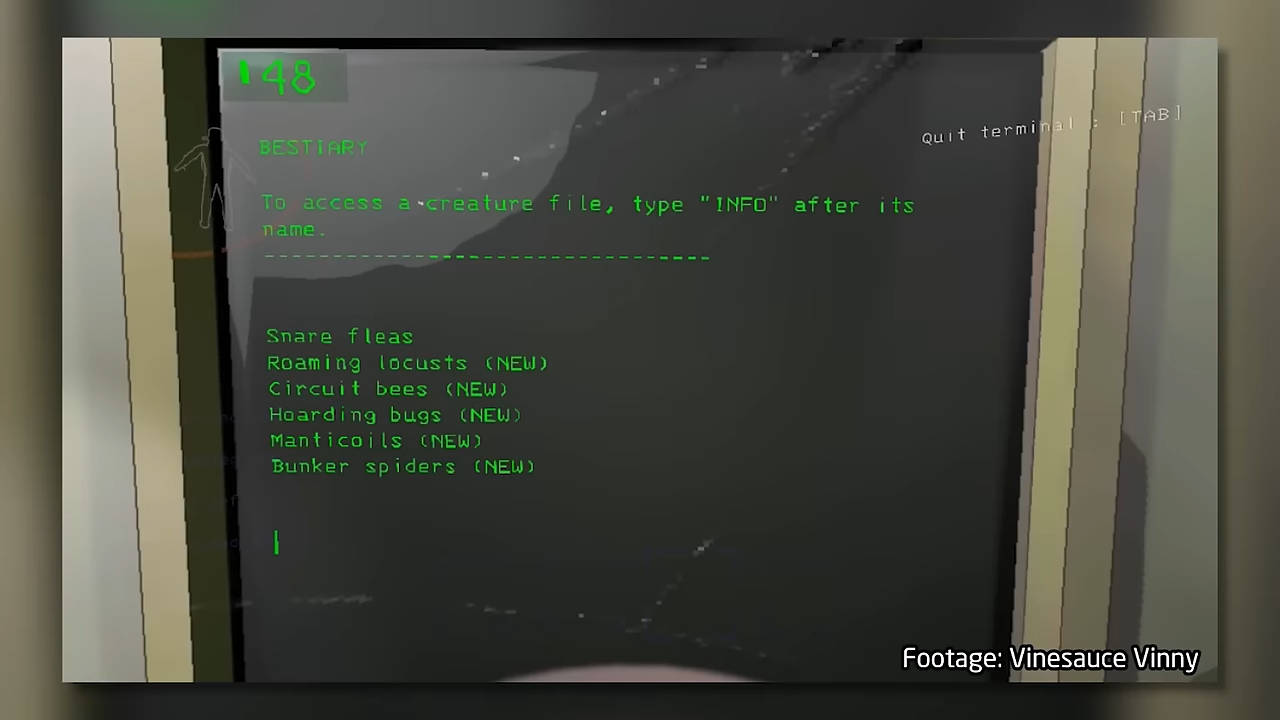 ▮48
BESTIARY
Quit terminal : [TAB]
To access a creature file, type "INFO" after its
name.
----------------------------------
Snare fleas
Roaming locusts (NEW)
Circuit bees (NEW)
Hoarding bugs (NEW)
Manticoils (NEW)
Bunker spiders (NEW)
Footage: Vinesauce Vinny